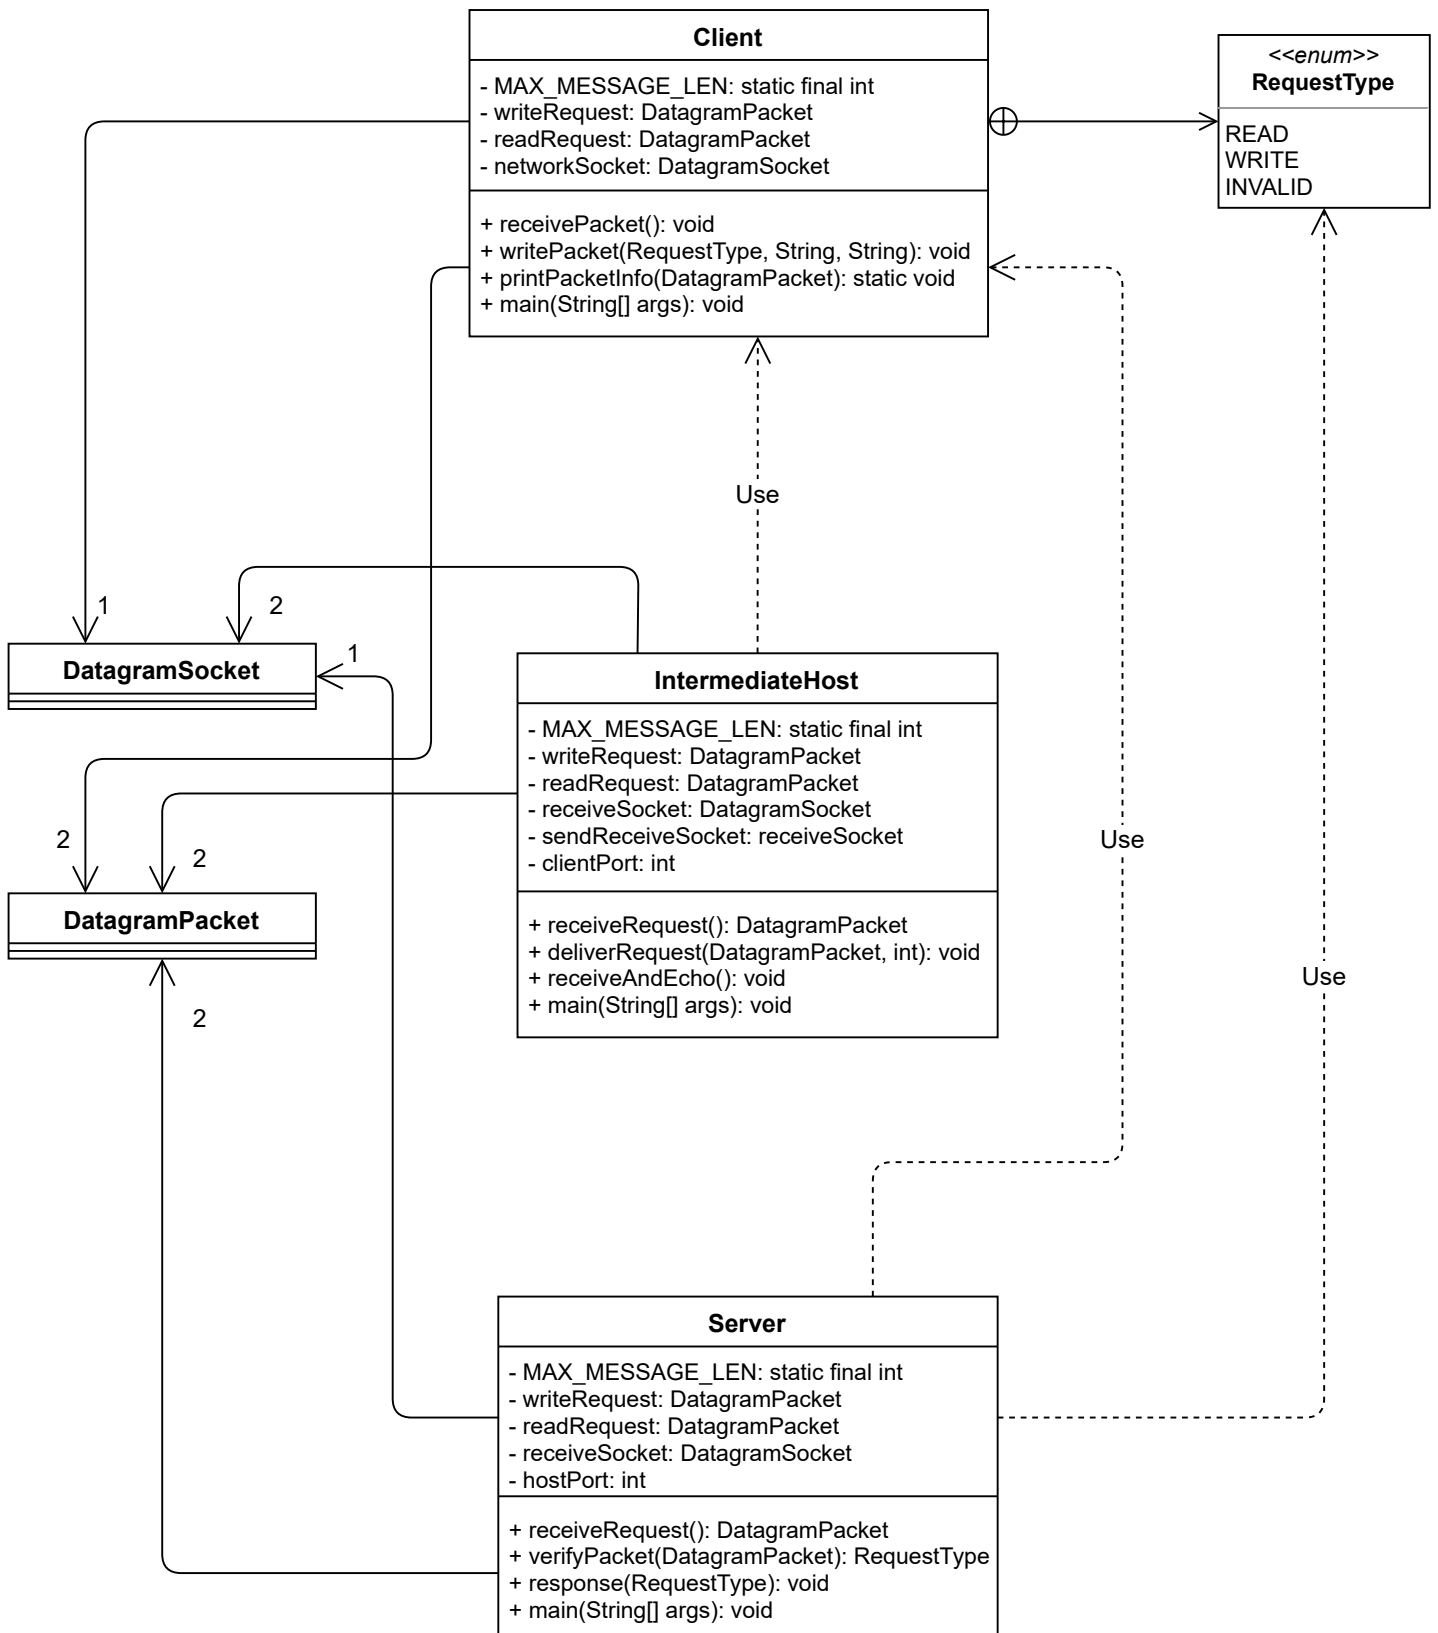 Client
- MAX_MESSAGE_LEN: static final int
- writeRequest: DatagramPacket
- readRequest: DatagramPacket
- networkSocket: DatagramSocket
+ receivePacket(): void
+ writePacket(RequestType, String, String): void
+ printPacketInfo(DatagramPacket): static void
+ main(String[] args): void
<<enum>>
RequestType
READ
WRITE
INVALID
Use
1
2
DatagramSocket
1
IntermediateHost
- MAX_MESSAGE_LEN: static final int
- writeRequest: DatagramPacket
- readRequest: DatagramPacket
- receiveSocket: DatagramSocket
- sendReceiveSocket: receiveSocket
- clientPort: int
+ receiveRequest(): DatagramPacket
+ deliverRequest(DatagramPacket, int): void
+ receiveAndEcho(): void
+ main(String[] args): void
2
2
DatagramPacket
2
Use
Use
Server
- MAX_MESSAGE_LEN: static final int
- writeRequest: DatagramPacket
- readRequest: DatagramPacket
- receiveSocket: DatagramSocket
- hostPort: int
+ receiveRequest(): DatagramPacket
+ verifyPacket(DatagramPacket): RequestType
+ response(RequestType): void
+ main(String[] args): void